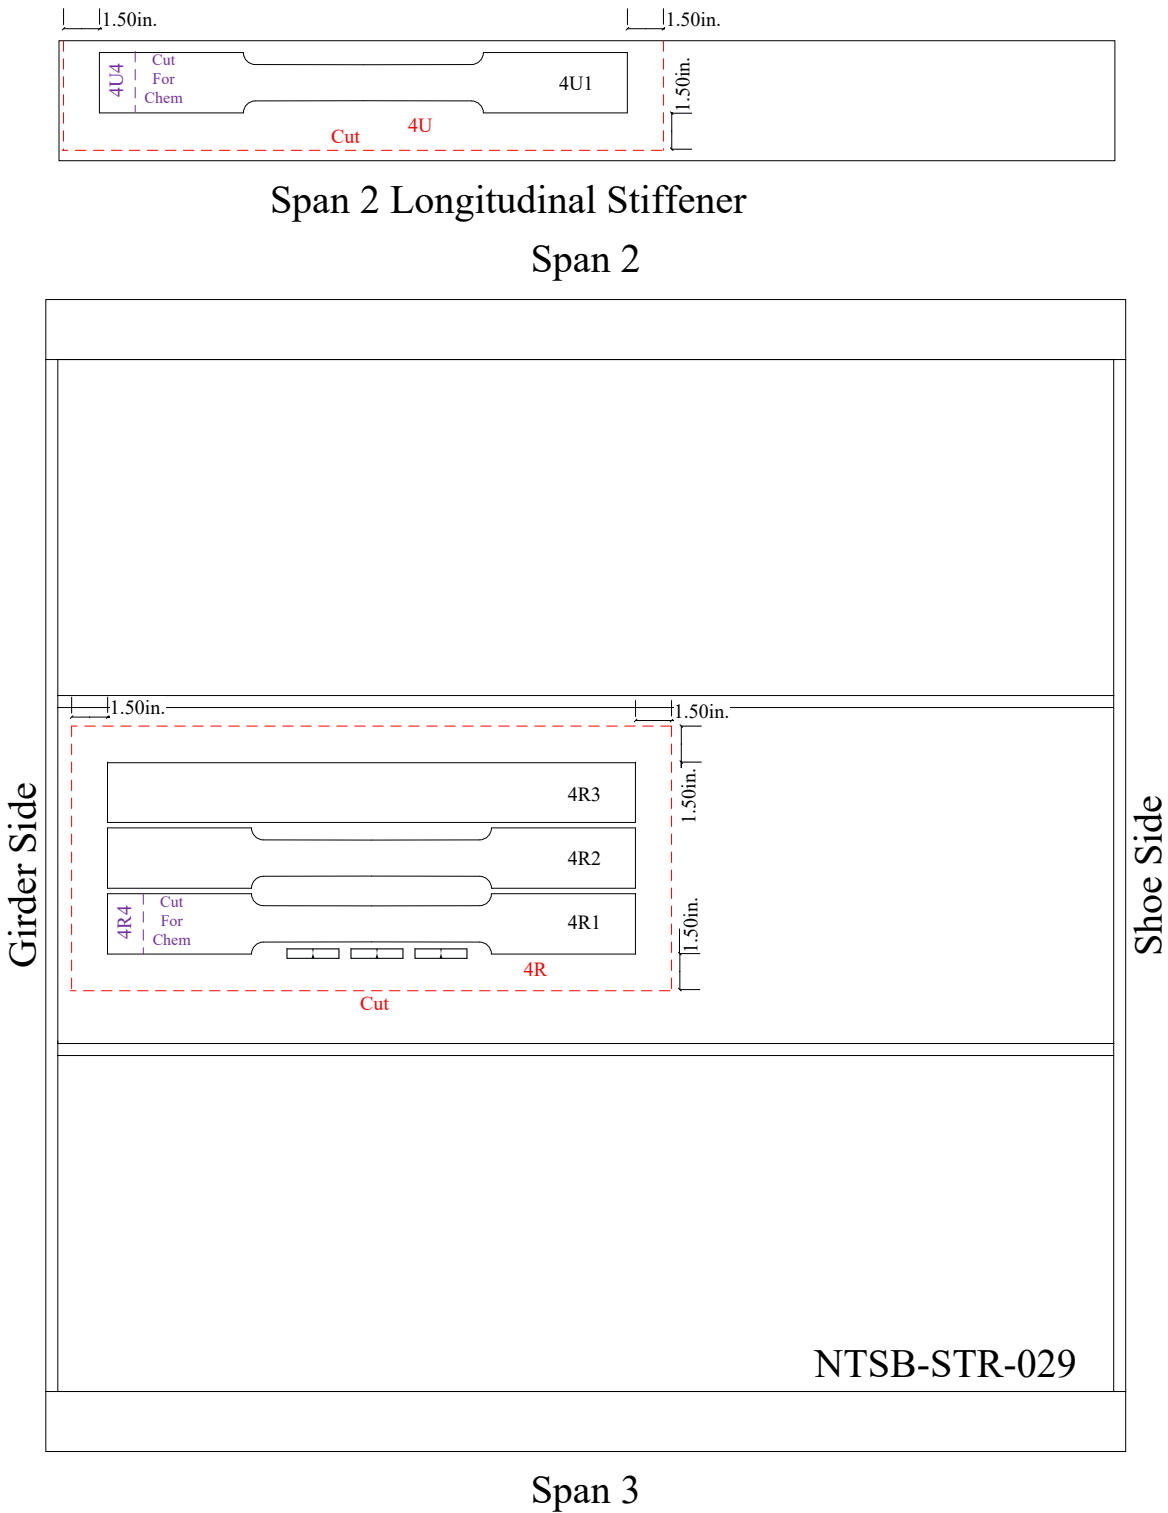 1.50in.
1.50in.
4U4
Cut
For
Chem
4U1
1.50in.
4U
Cut
Span 2 Longitudinal Stiffener
Span 2
1.50in.
1.50in.
4R3
1.50in.
4R2
Girder Side
Shoe Side
4R4
Cut
For
Chem
4R1
1.50in.
4R
Cut
NTSB-STR-029
Span 3